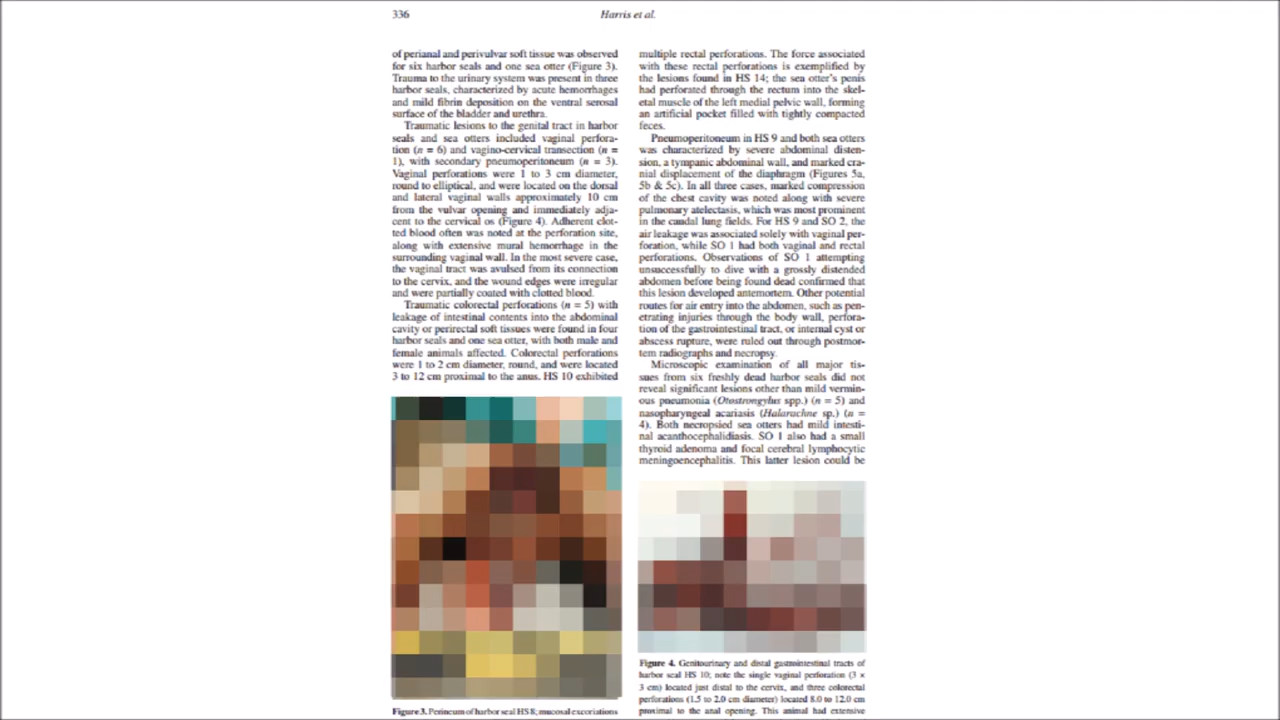 336
Harris et al.
of perianal and perivulvar soft tissue was observed
for six harbor seals and one sea otter (Figure 3).
Trauma to the urinary system was present in three
harbor seals, characterized by acute hemorrhages
and mild fibrin deposition on the ventral serosal
surface of the bladder and urethra.
Traumatic lesions to the genital tract in harbor
seals and sea otters included vaginal perfora-
tion (n = 6) and vagino-cervical transection (n =
1), with secondary pneumoperitoneum (n = 3).
Vaginal perforations were 1 to 3 cm diameter,
round to elliptical, and were located on the dorsal
and lateral vaginal walls approximately 10 cm
from the vulvar opening and immediately adja-
cent to the cervical os (Figure 4). Adherent clot-
ted blood often was noted at the perforation site,
along with extensive mural hemorrhage in the
surrounding vaginal wall. In the most severe case,
the vaginal tract was avulsed from its connection
to the cervix, and the wound edges were irregular
and were partially coated with clotted blood.
Traumatic colorectal perforations (n = 5) with
leakage of intestinal contents into the abdominal
cavity or perirectal soft tissues were found in four
harbor seals and one sea otter, with both male and
female animals affected. Colorectal perforations
were 1 to 2 cm diameter, round, and were located
3 to 12 cm proximal to the anus. HS 10 exhibited
Figure 3. Perineum of harbor seal HS 8; mucosal excoriations
multiple rectal perforations. The force associated
with these rectal perforations is exemplified by
the lesions found in HS 14; the sea otter's penis
had perforated through the rectum into the skel-
etal muscle of the left medial pelvic wall, forming
an artificial pocket filled with tightly compacted
feces.
Pneumoperitoneum in HS 9 and both sea otters
was characterized by severe abdominal disten-
sion, a tympanic abdominal wall, and marked cra-
nial displacement of the diaphragm (Figures 5a,
5b & 5c). In all three cases, marked compression
of the chest cavity was noted along with severe
pulmonary atelectasis, which was most prominent
in the caudal lung fields. For HS 9 and SO 2, the
air leakage was associated solely with vaginal per-
foration, while SO 1 had both vaginal and rectal
perforations. Observations of SO 1 attempting
unsuccessfully to dive with a grossly distended
abdomen before being found dead confirmed that
this lesion developed antemortem. Other potential
routes for air entry into the abdomen, such as pen-
etrating injuries through the body wall, perfora-
tion of the gastrointestinal tract, or internal cyst or
abscess rupture, were ruled out through postmor-
tem radiographs and necropsy.
Microscopic examination of all major tis-
sues from six freshly dead harbor seals did not
reveal significant lesions other than mild vermin-
ous pneumonia (Otostrongylus spp.) (n = 5) and
nasopharyngeal acariasis (Halarachne sp.) (n =
4). Both necropsied sea otters had mild intesti-
nal acanthocephalidiasis. SO 1 also had a small
thyroid adenoma and focal cerebral lymphocytic
meningoencephalitis. This latter lesion could be
Figure 4. Genitourinary and distal gastrointestinal tracts of
harbor seal HS 10; note the single vaginal perforation (3 ×
3 cm) located just distal to the cervix, and three colorectal
perforations (1.5 to 2.0 cm diameter) located 8.0 to 12.0 cm
proximal to the anal opening. This animal had extensive